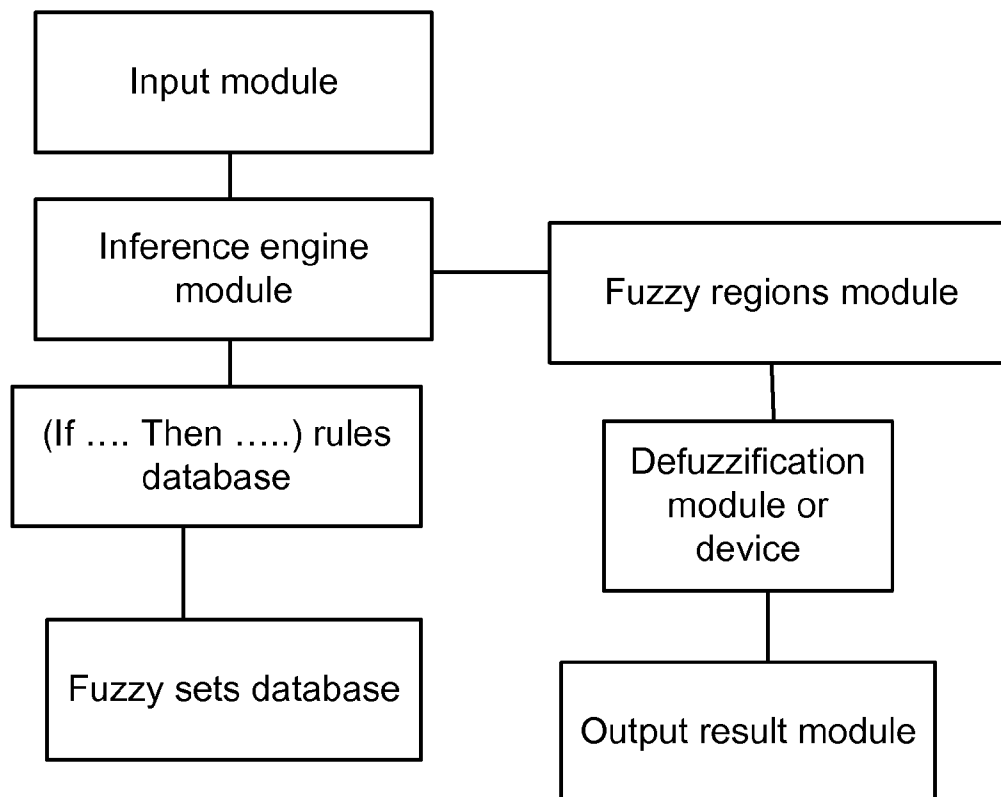 Input module
Inference engine
module
Fuzzy regions module
(If .... Then .....) rules
database
Defuzzification
module or
device
Fuzzy sets database
Output result module